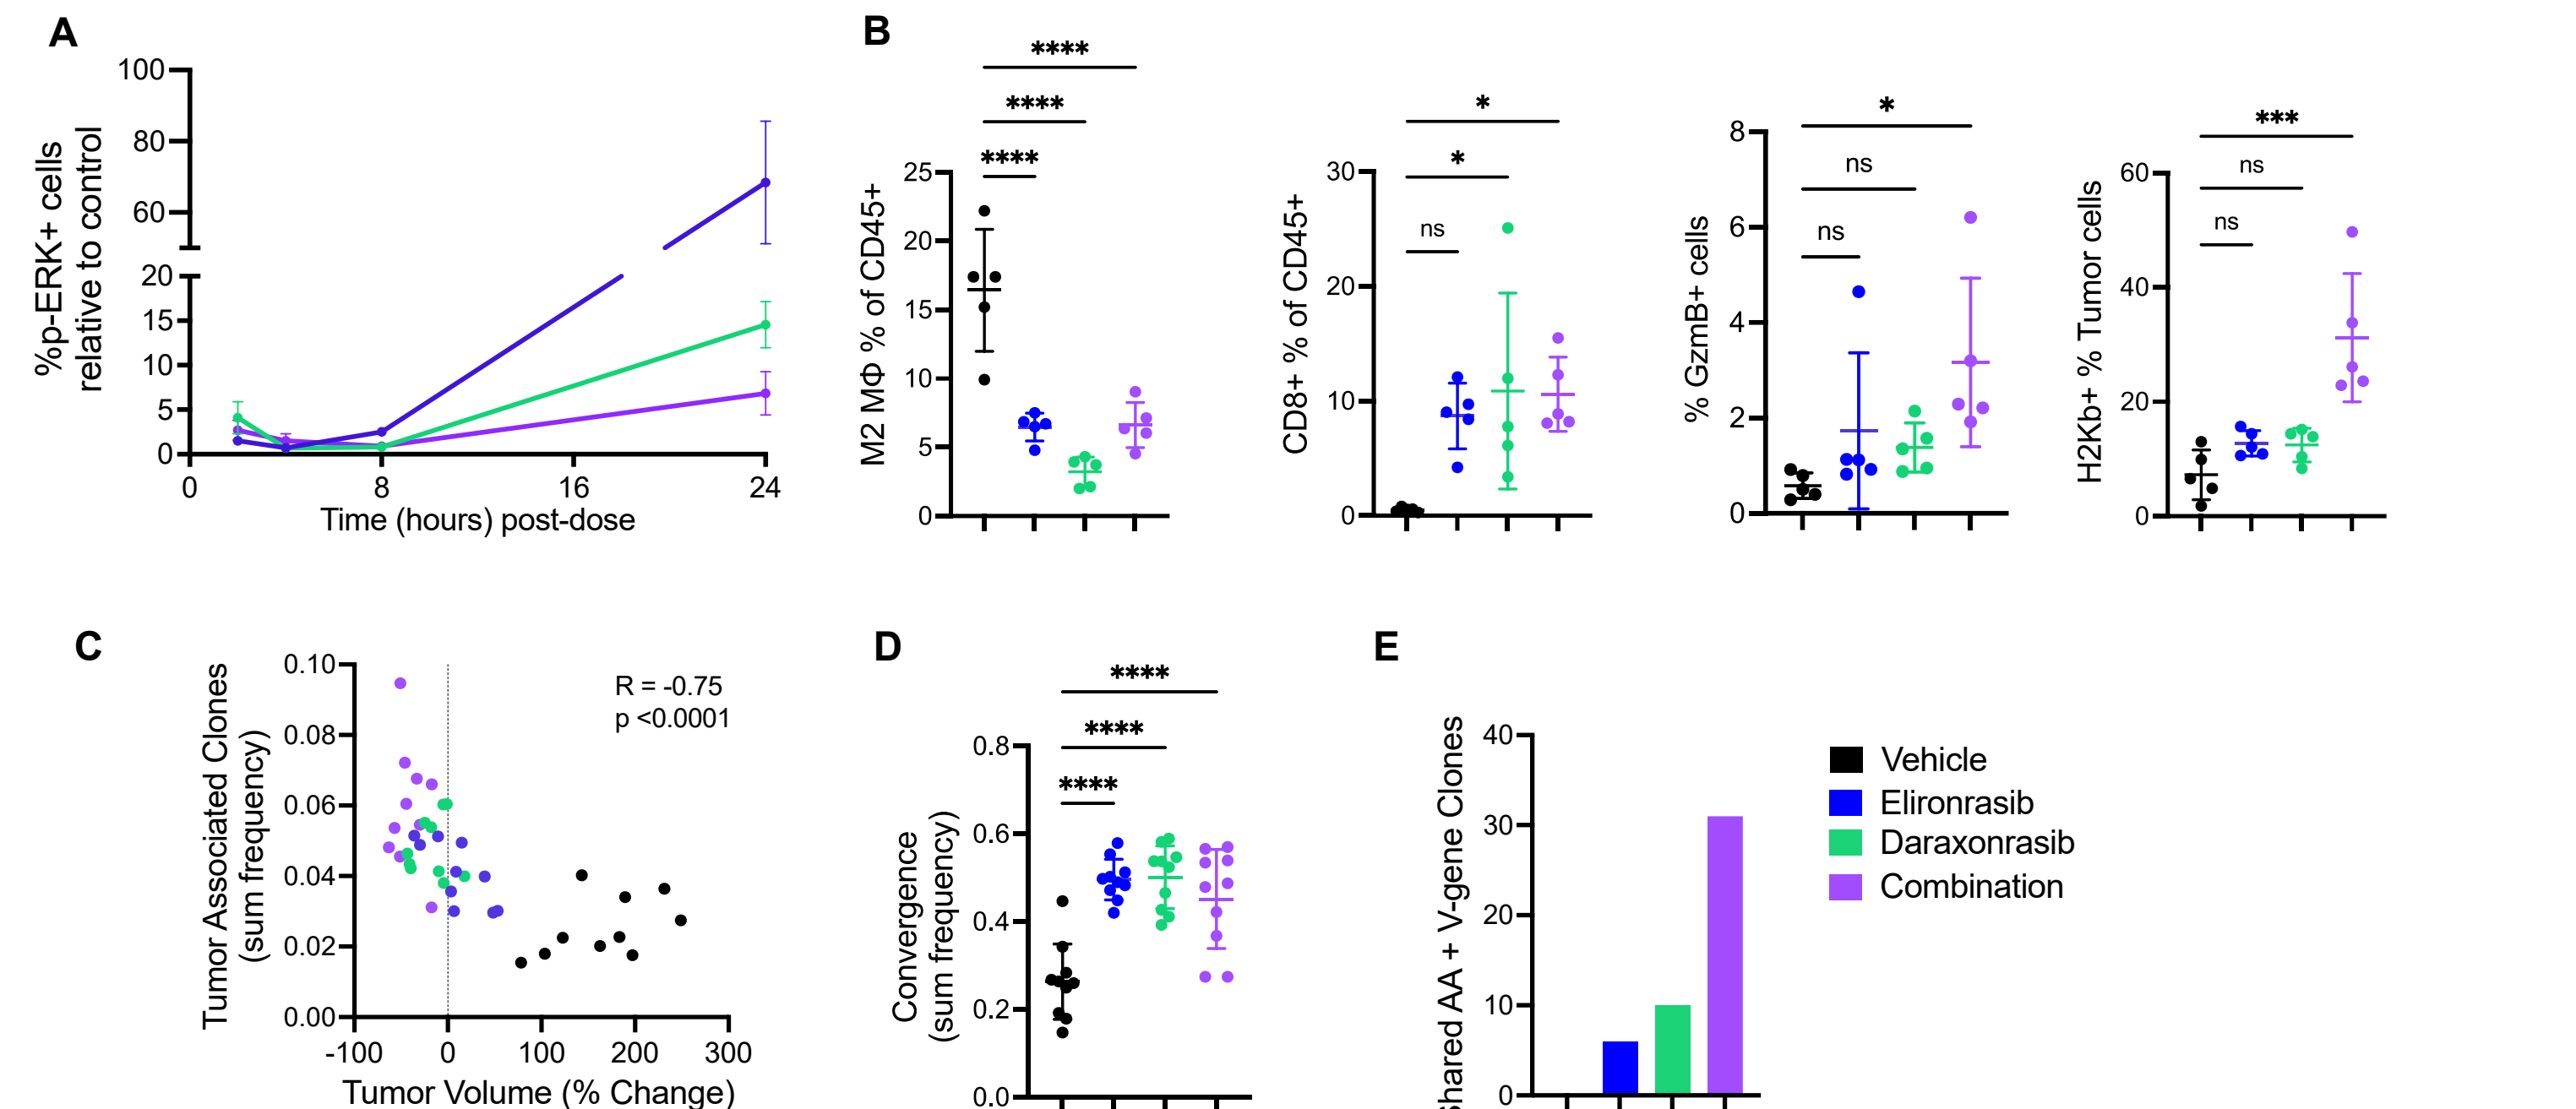 A
100
80
60
20
15
10
5
0
0
8
16
24
%p-ERK+ cells
relative to control
Time (hours) post-dose
B
****
****
****
25
20
15
10
5
0
M2 MΦ % of CD45+
*
*
ns
30
20
10
0
CD8+ % of CD45+
*
ns
ns
8
6
4
2
0
% GzmB+ cells
***
ns
ns
60
40
20
0
H2Kb+ % Tumor cells
C
0.10
0.08
0.06
0.04
0.02
0.00
-100
0
100
200
300
R = -0.75
p <0.0001
Tumor Associated Clones
(sum frequency)
Tumor Volume (% Change)
D
****
****
****
0.8
0.6
0.4
0.2
0.0
Convergence
(sum frequency)
E
40
30
20
10
0
Shared AA + V-gene Clones
Vehicle
Elironrasib
Daraxonrasib
Combination